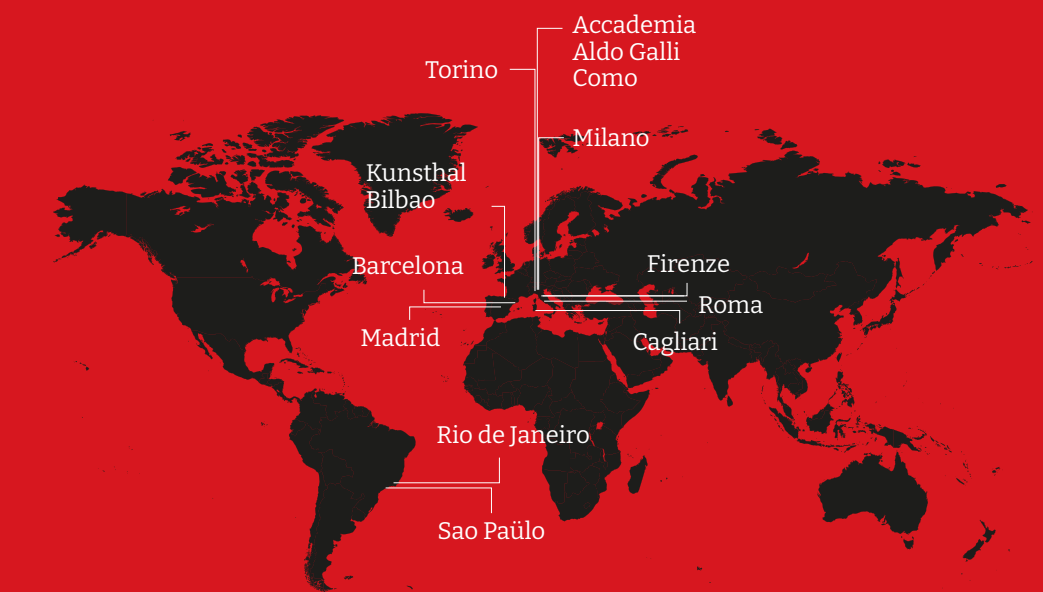 Accademia
Aldo Galli
Como
Torino
Milano
Kunsthal
Bilbao
Barcelona
Firenze
Roma
Madrid
Cagliari
Rio de Janeiro
Sao Paülo